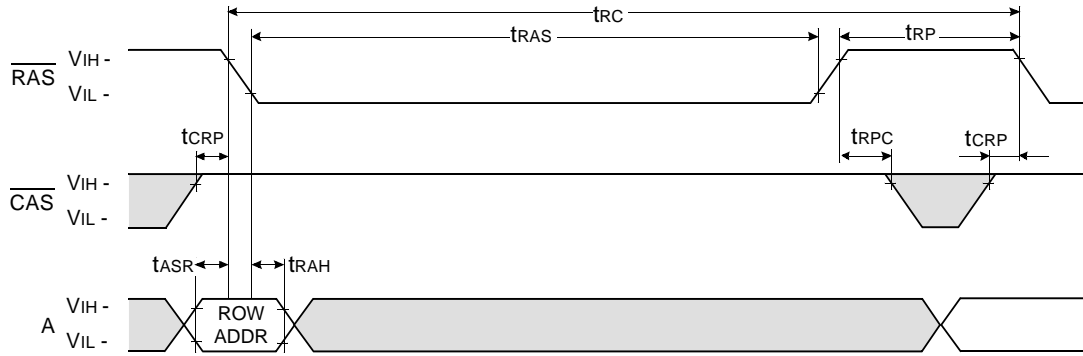 tRC
tRAS
tRP
RAS
VIH -
VIL -
tCRP
tRPC
tCRP
CAS
VIH -
VIL -
tASR
tRAH
A
VIH -
VIL -
ROW
ADDR